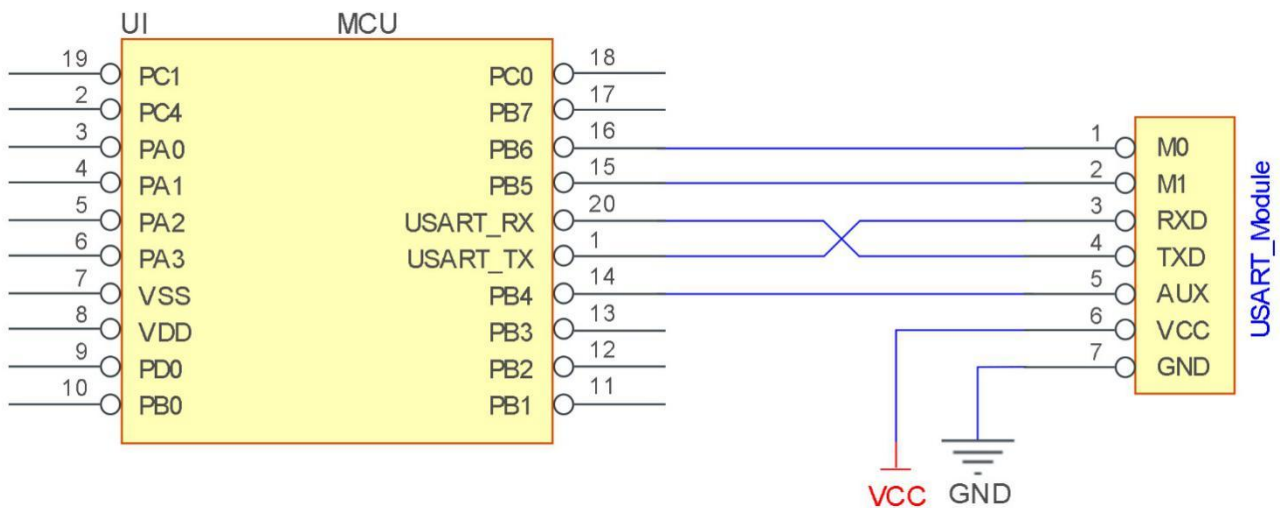 UI MCU
19 PC1 PC0 18
2 PC4 PB7 17
3 PA0 PB6 16 1 M0
4 PA1 PB5 15 2 M1
5 PA2 USART_RX 20 3 RXD
6 PA3 USART_TX 1 4 TXD
7 VSS PB4 14 5 AUX
8 VDD PB3 13 6 VCC
9 PD0 PB2 12 7 GND
10 PB0 PB1 11
USART_Module
VCC GND